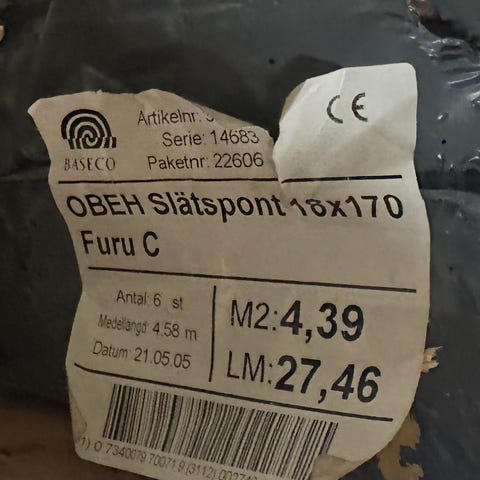 Artikelnr:
Serie: 14683
Paketnr: 22606
BASECO
CE
OBEH Slätspont 18x170
Furu C
Antal: 6 st
Medellängd: 4.58 m
Datum: 21.05.05
M2: 4,39
LM: 27,46